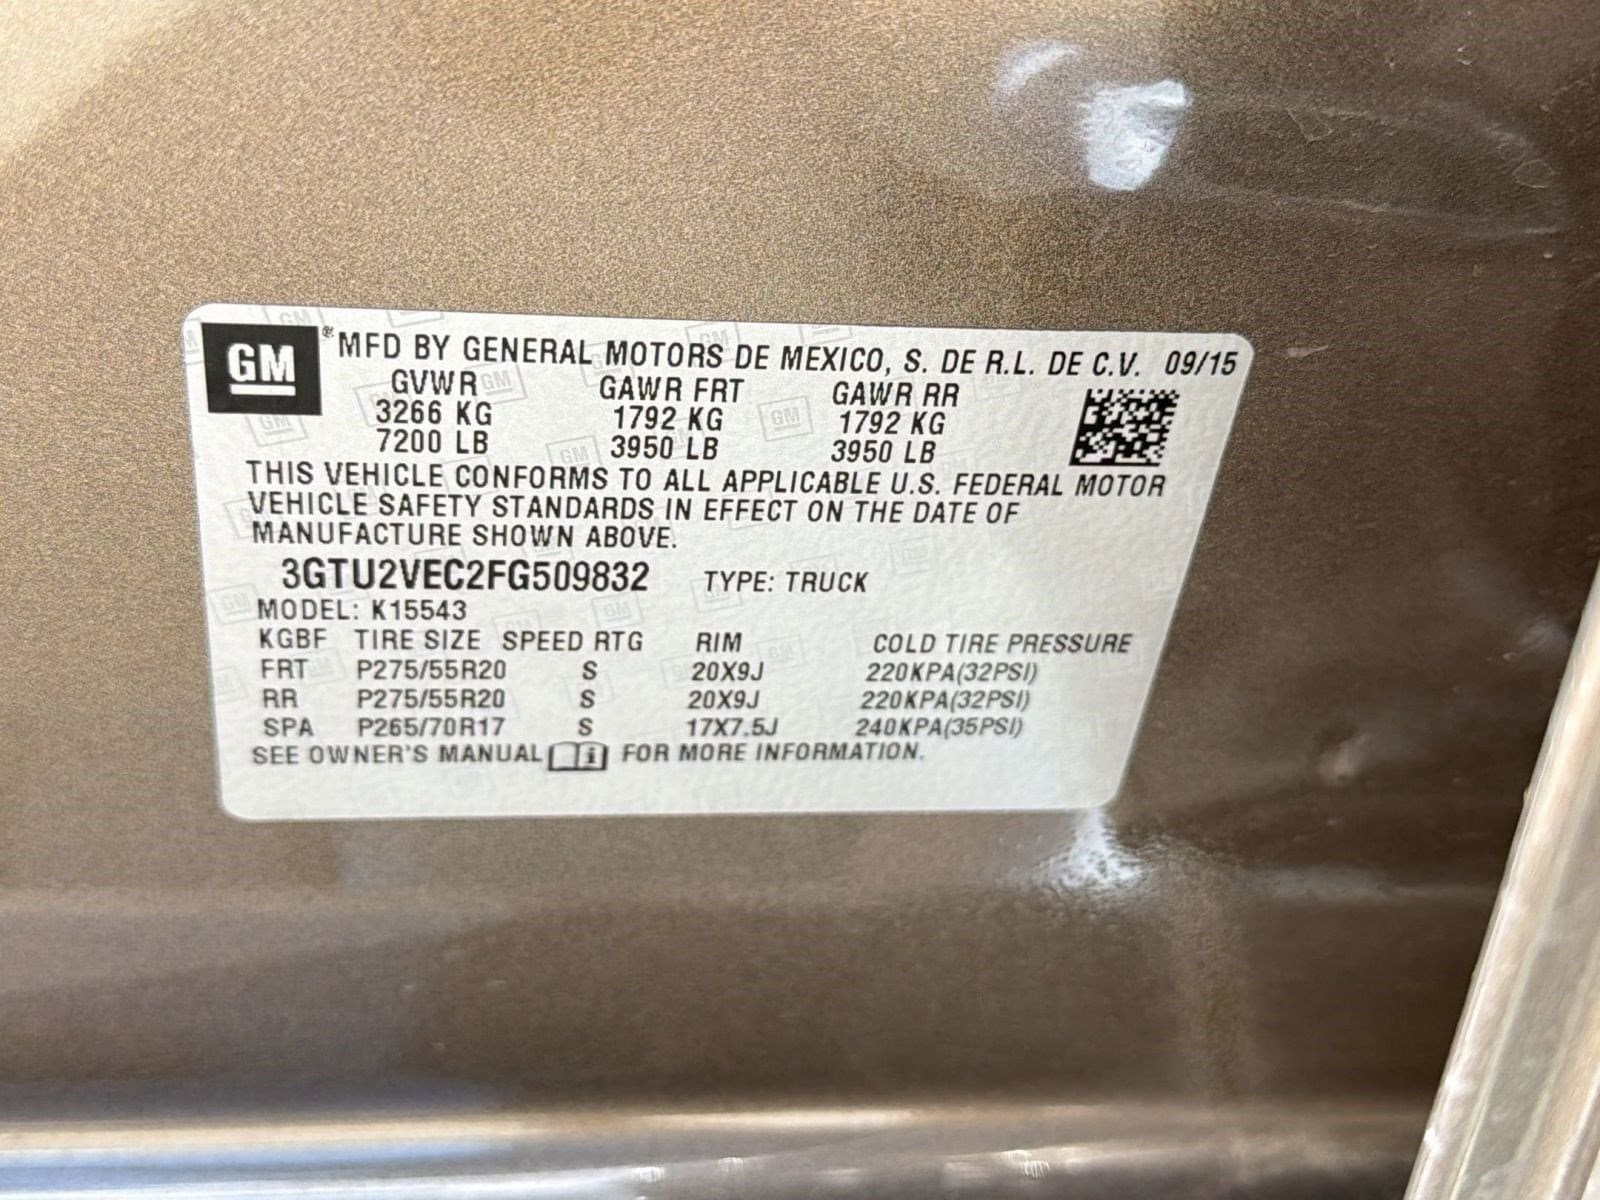 GM ® MFD BY GENERAL MOTORS DE MEXICO, S. DE R.L. DE C.V. 09/15
GVWR GAWR FRT GAWR RR
3266 KG 1792 KG 1792 KG
7200 LB 3950 LB 3950 LB
THIS VEHICLE CONFORMS TO ALL APPLICABLE U.S. FEDERAL MOTOR
VEHICLE SAFETY STANDARDS IN EFFECT ON THE DATE OF
MANUFACTURE SHOWN ABOVE.
3GTU2VEC2FG509832 TYPE: TRUCK
MODEL: K15543
KGBF TIRE SIZE SPEED RTG RIM COLD TIRE PRESSURE
FRT P275/55R20 S 20X9J 220KPA(32PSI)
RR P275/55R20 S 20X9J 220KPA(32PSI)
SPA P265/70R17 S 17X7.5J 240KPA(35PSI)
SEE OWNER'S MANUAL i FOR MORE INFORMATION.